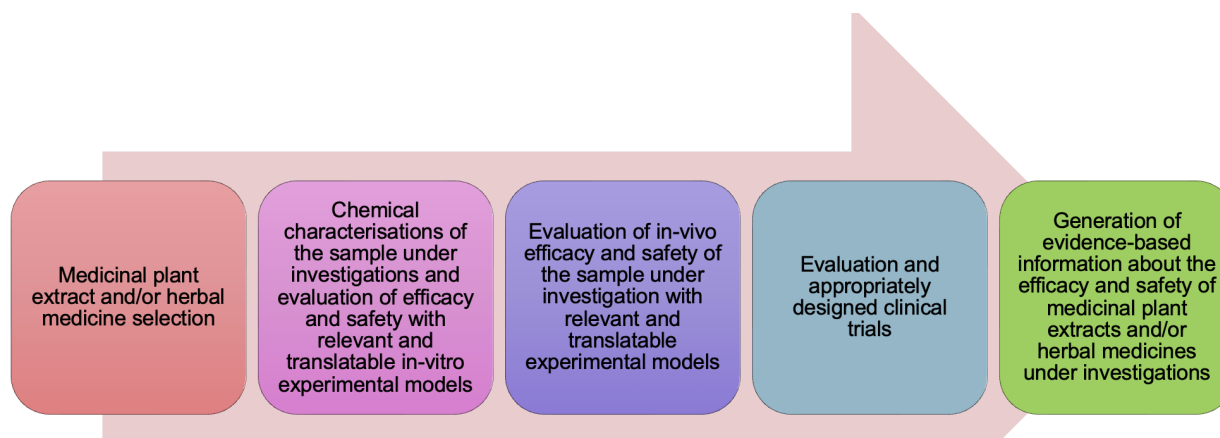 Medicinal plant
extract and/or herbal
medicine selection
Chemical
characterisations of
the sample under
investigations and
evaluation of efficacy
and safety with
relevant and
translatable in-vitro
experimental models
Evaluation of in-vivo
efficacy and safety of
the sample under
investigation with
relevant and
translatable
experimental models
Evaluation and
appropriately
designed clinical
trials
Generation of
evidence-based
information about the
efficacy and safety of
medicinal plant
extracts and/or
herbal medicines
under investigations